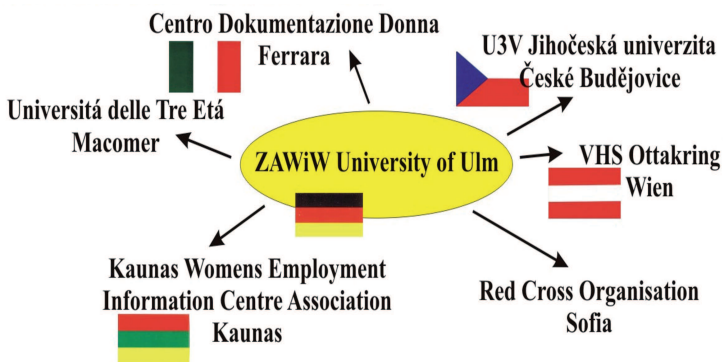 Centro Dokumentazione Donna
Ferrara
U3V Jihočeská univerzita
České Budějovice
Universitá delle Tre Etá
Macomer
ZAWiW University of Ulm
VHS Ottakring
Wien
Kaunas Womens Employment
Information Centre Association
Kaunas
Red Cross Organisation
Sofia